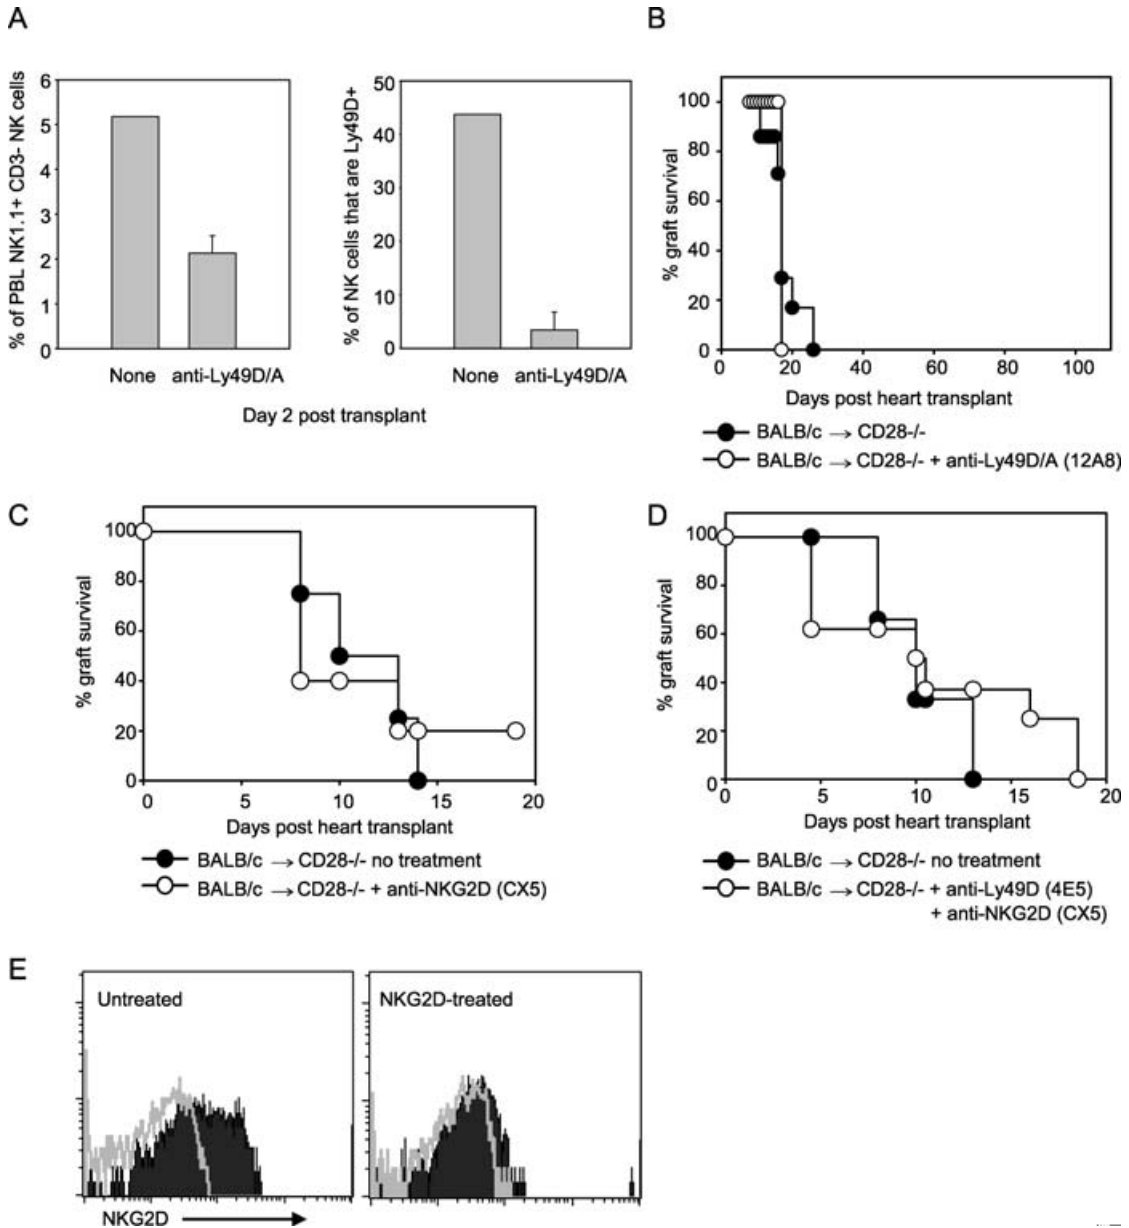 A
% of PBL NK1.1+ CD3- NK cells
6
5
4
3
2
1
0
None anti-Ly49D/A
% of NK cells that are Ly49D+
50
40
30
20
10
0
None anti-Ly49D/A
Day 2 post transplant
B
% graft survival
100
80
60
40
20
0
0 20 40 60 80 100
Days post heart transplant
BALB/c → CD28-/-
BALB/c → CD28-/- + anti-Ly49D/A (12A8)
C
% graft survival
100
80
60
40
20
0
0 5 10 15 20
Days post heart transplant
BALB/c → CD28-/- no treatment
BALB/c → CD28-/- + anti-NKG2D (CX5)
D
% graft survival
100
80
60
40
20
0
0 5 10 15 20
Days post heart transplant
BALB/c → CD28-/- no treatment
BALB/c → CD28-/- + anti-Ly49D (4E5)
+ anti-NKG2D (CX5)
E
Untreated
NKG2D-treated
NKG2D